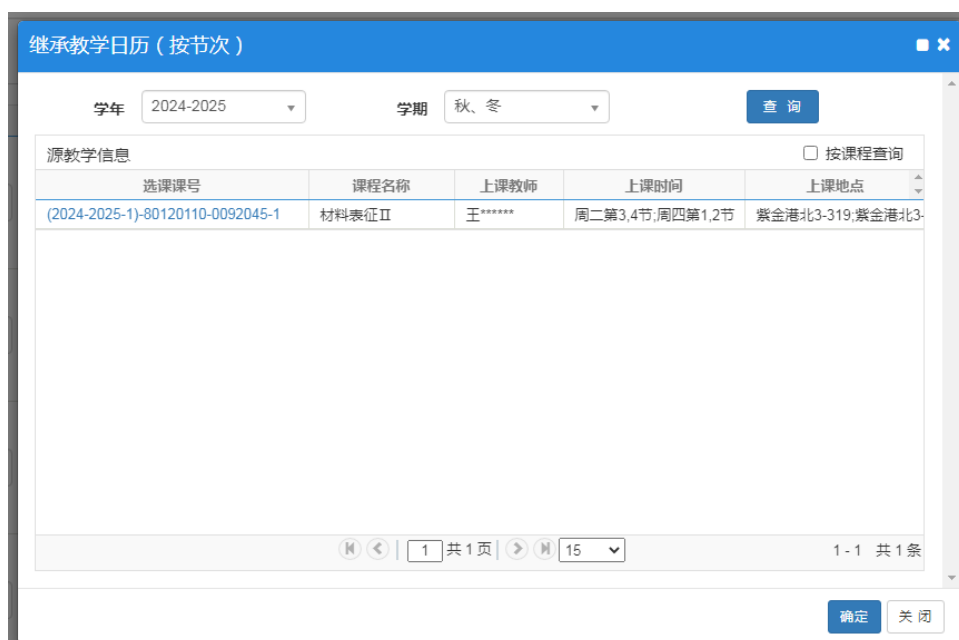 继承教学日历（按节次）
学年 2024-2025 学期 秋、冬 查 询
源教学信息 按课程查询
选课课号 课程名称 上课教师 上课时间 上课地点
(2024-2025-1)-80120110-0092045-1 材料表征Ⅱ 王****** 周二第3,4节;周四第1,2节 紫金港北3-319;紫金港北3-
1 共 1 页 15 1 - 1 共 1 条
确定 关 闭